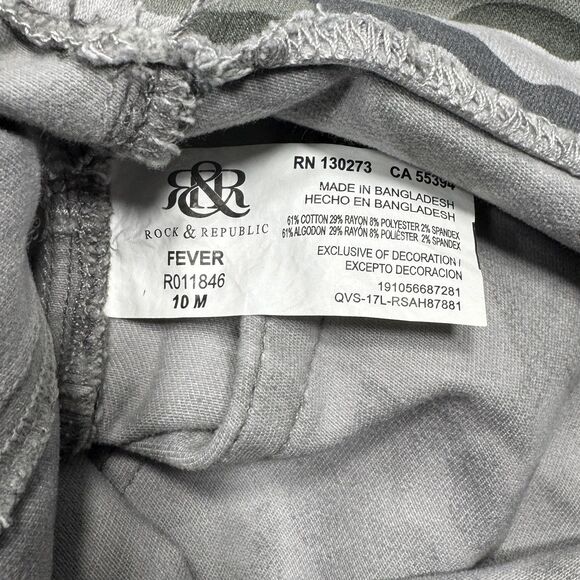 R&R
ROCK & REPUBLIC
FEVER
R011846
10 M
RN 130273 CA 55394
MADE IN BANGLADESH
HECHO EN BANGLADESH
61% COTTON 29% RAYON 8% POLYESTER 2% SPANDEX
61% ALGODON 29% RAYON 8% POLIÉSTER 2% SPANDEX
EXCLUSIVE OF DECORATION /
EXCEPTO DECORACION
191056687281
QVS-17L-RSAH87881